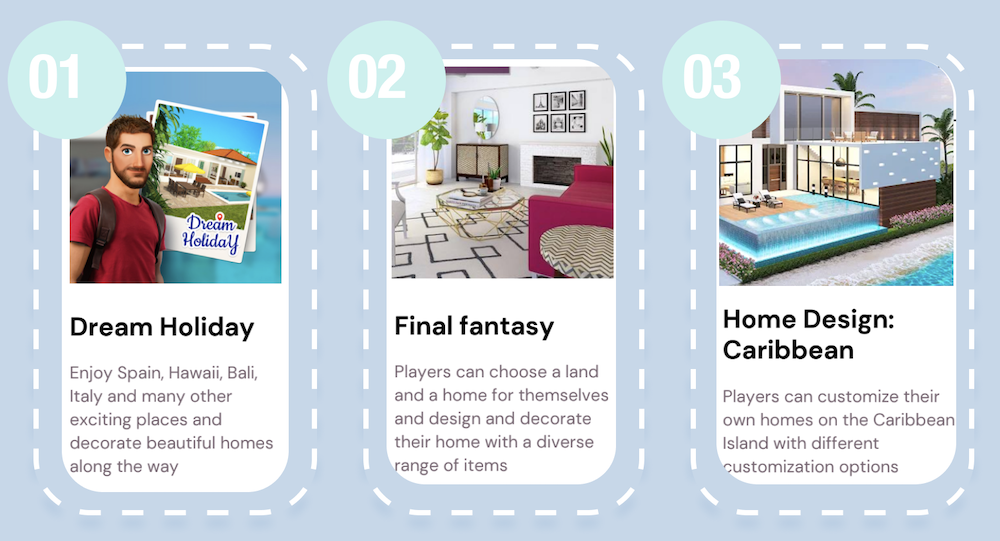 01
Dream
Holiday
Dream Holiday
Enjoy Spain, Hawaii, Bali,
Italy and many other
exciting places and
decorate beautiful homes
along the way
02
Final fantasy
Players can choose a land
and a home for themselves
and design and decorate
their home with a diverse
range of items
03
Home Design:
Caribbean
Players can customize their
own homes on the Caribbean
Island with different
customization options